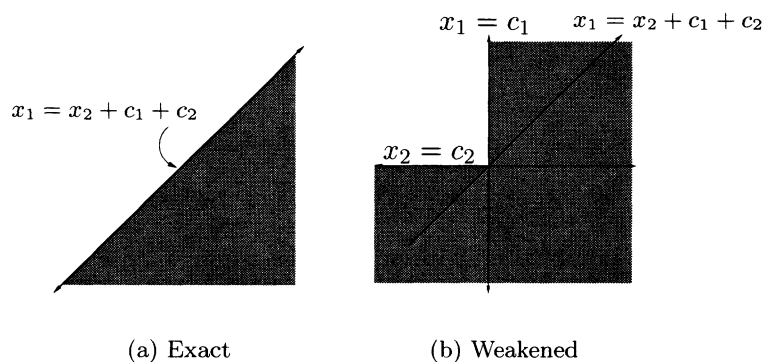 x₁ = c₁
x₁ = x₂ + c₁ + c₂
x₁ = x₂ + c₁ + c₂
x₂ = c₂
(a) Exact
(b) Weakened